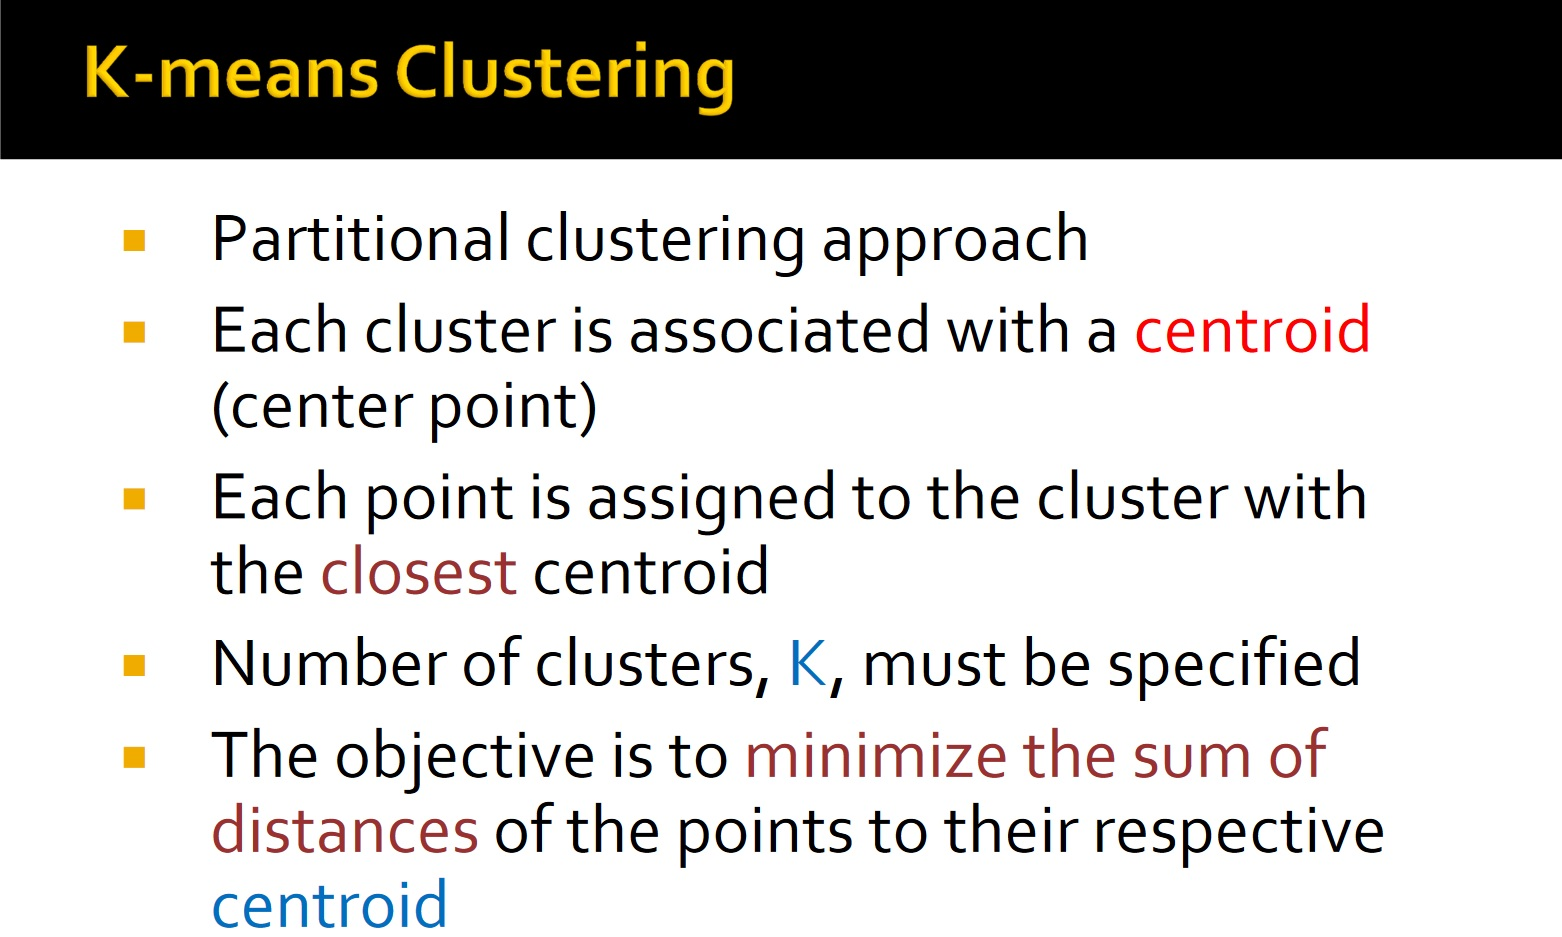 K-means Clustering
Partitional clustering approach
Each cluster is associated with a centroid
(center point)
Each point is assigned to the cluster with
the closest centroid
Number of clusters, K, must be specified
The objective is to minimize the sum of
distances of the points to their respective
centroid